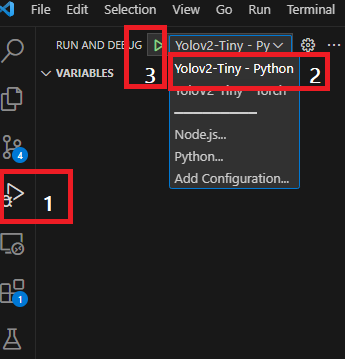 File Edit Selection View Go Run Terminal
RUN AND DEBUG Yolov2-Tiny - Py
3
VARIABLES
Yolov2-Tiny - Python 2
Yolov2-Tiny - Torch
Node.js...
4
Python...
Add Configuration...
1
1